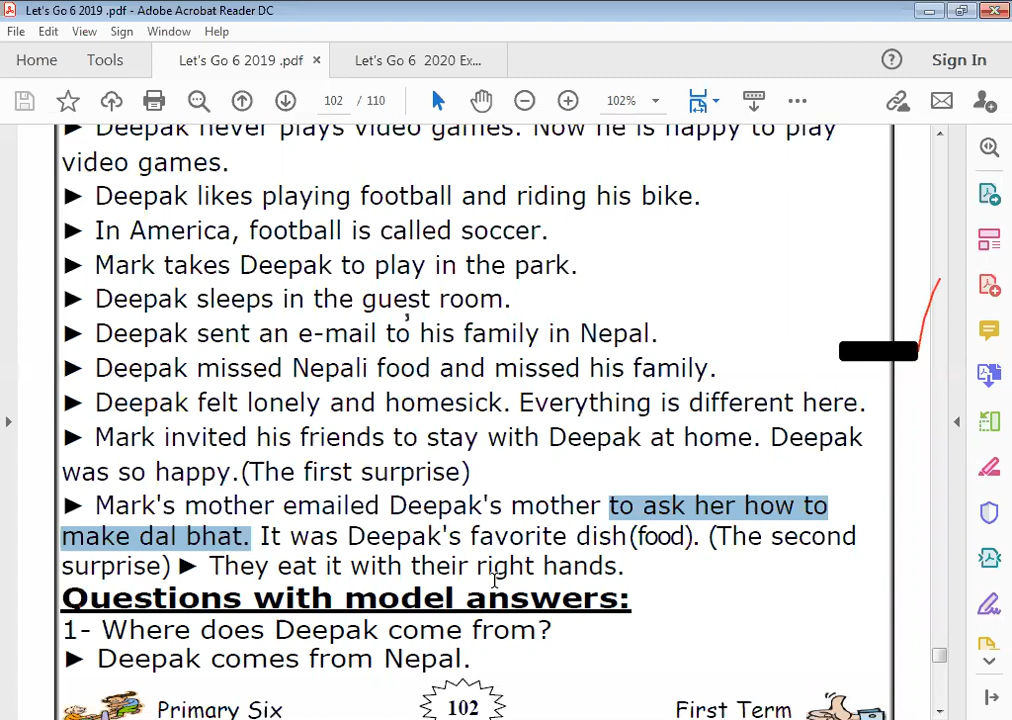 Let's Go 6 2019 .pdf - Adobe Acrobat Reader DC
File Edit View Sign Window Help
Home Tools Let's Go 6 2019 .pdf × Let's Go 6 2020 Ex... ? Sign In
102 / 110 102%
► Deepak never plays video games. Now he is happy to play
video games.
► Deepak likes playing football and riding his bike.
► In America, football is called soccer.
► Mark takes Deepak to play in the park.
► Deepak sleeps in the guest room.
► Deepak sent an e-mail to his family in Nepal.
► Deepak missed Nepali food and missed his family.
► Deepak felt lonely and homesick. Everything is different here.
► Mark invited his friends to stay with Deepak at home. Deepak
was so happy.(The first surprise)
► Mark's mother emailed Deepak's mother to ask her how to
make dal bhat. It was Deepak's favorite dish(food). (The second
surprise) ► They eat it with their right hands.
Questions with model answers:
1- Where does Deepak come from?
► Deepak comes from Nepal.
Primary Six 102 First Term